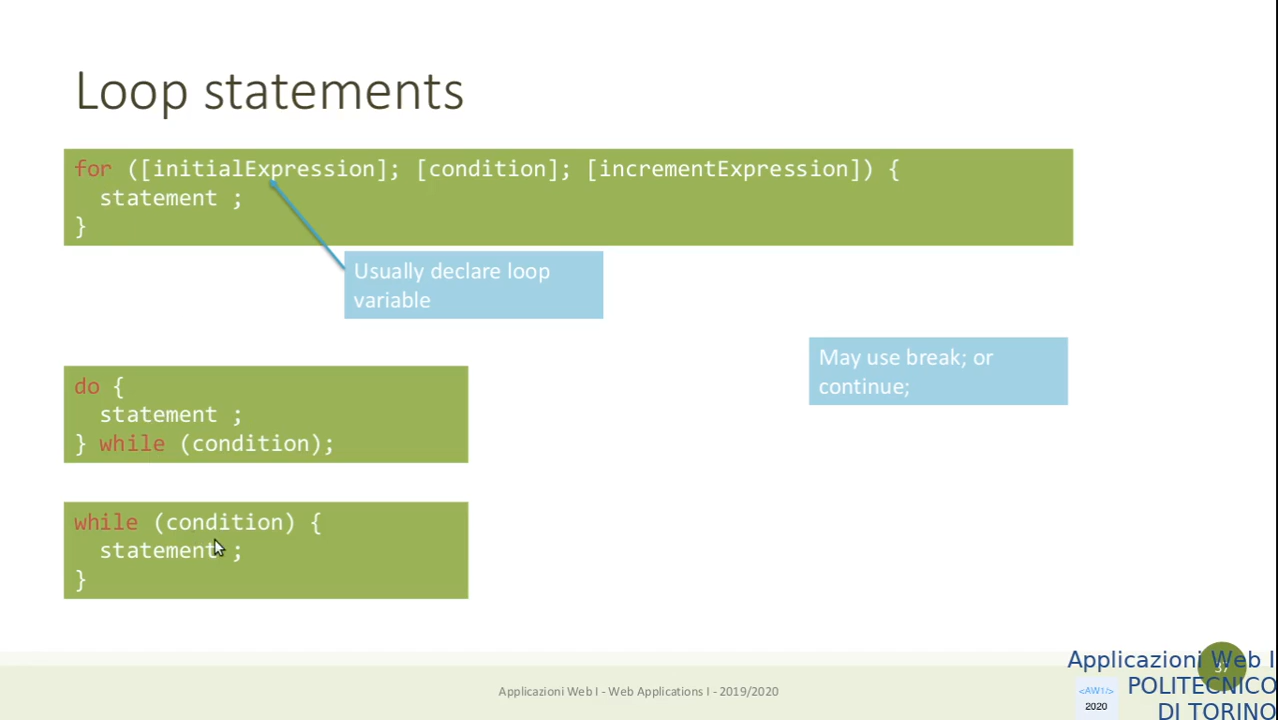 Loop statements
for ([initialExpression]; [condition]; [incrementExpression]) {
statement ;
}
Usually declare loop
variable
May use break; or
continue;
do {
statement ;
} while (condition);
while (condition) {
statement ;
}
Applicazioni Web I - Web Applications I - 2019/2020
Applicazioni Web I
POLITECNICO
DI TORINO
<AW1/>
2020